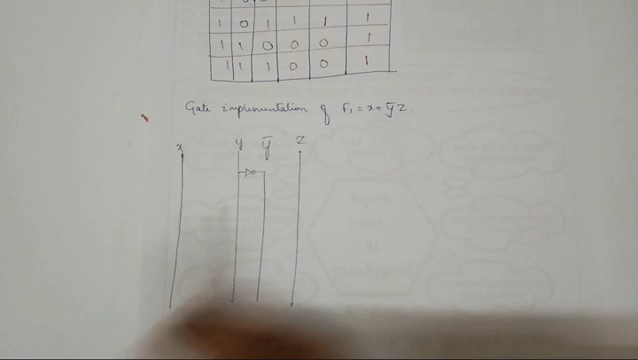 1 0 1 1 1 1
1 1 0 0 0 1
1 1 1 0 0 1
Gate implementation of F₁ = x + ȳ z.
x y ȳ z